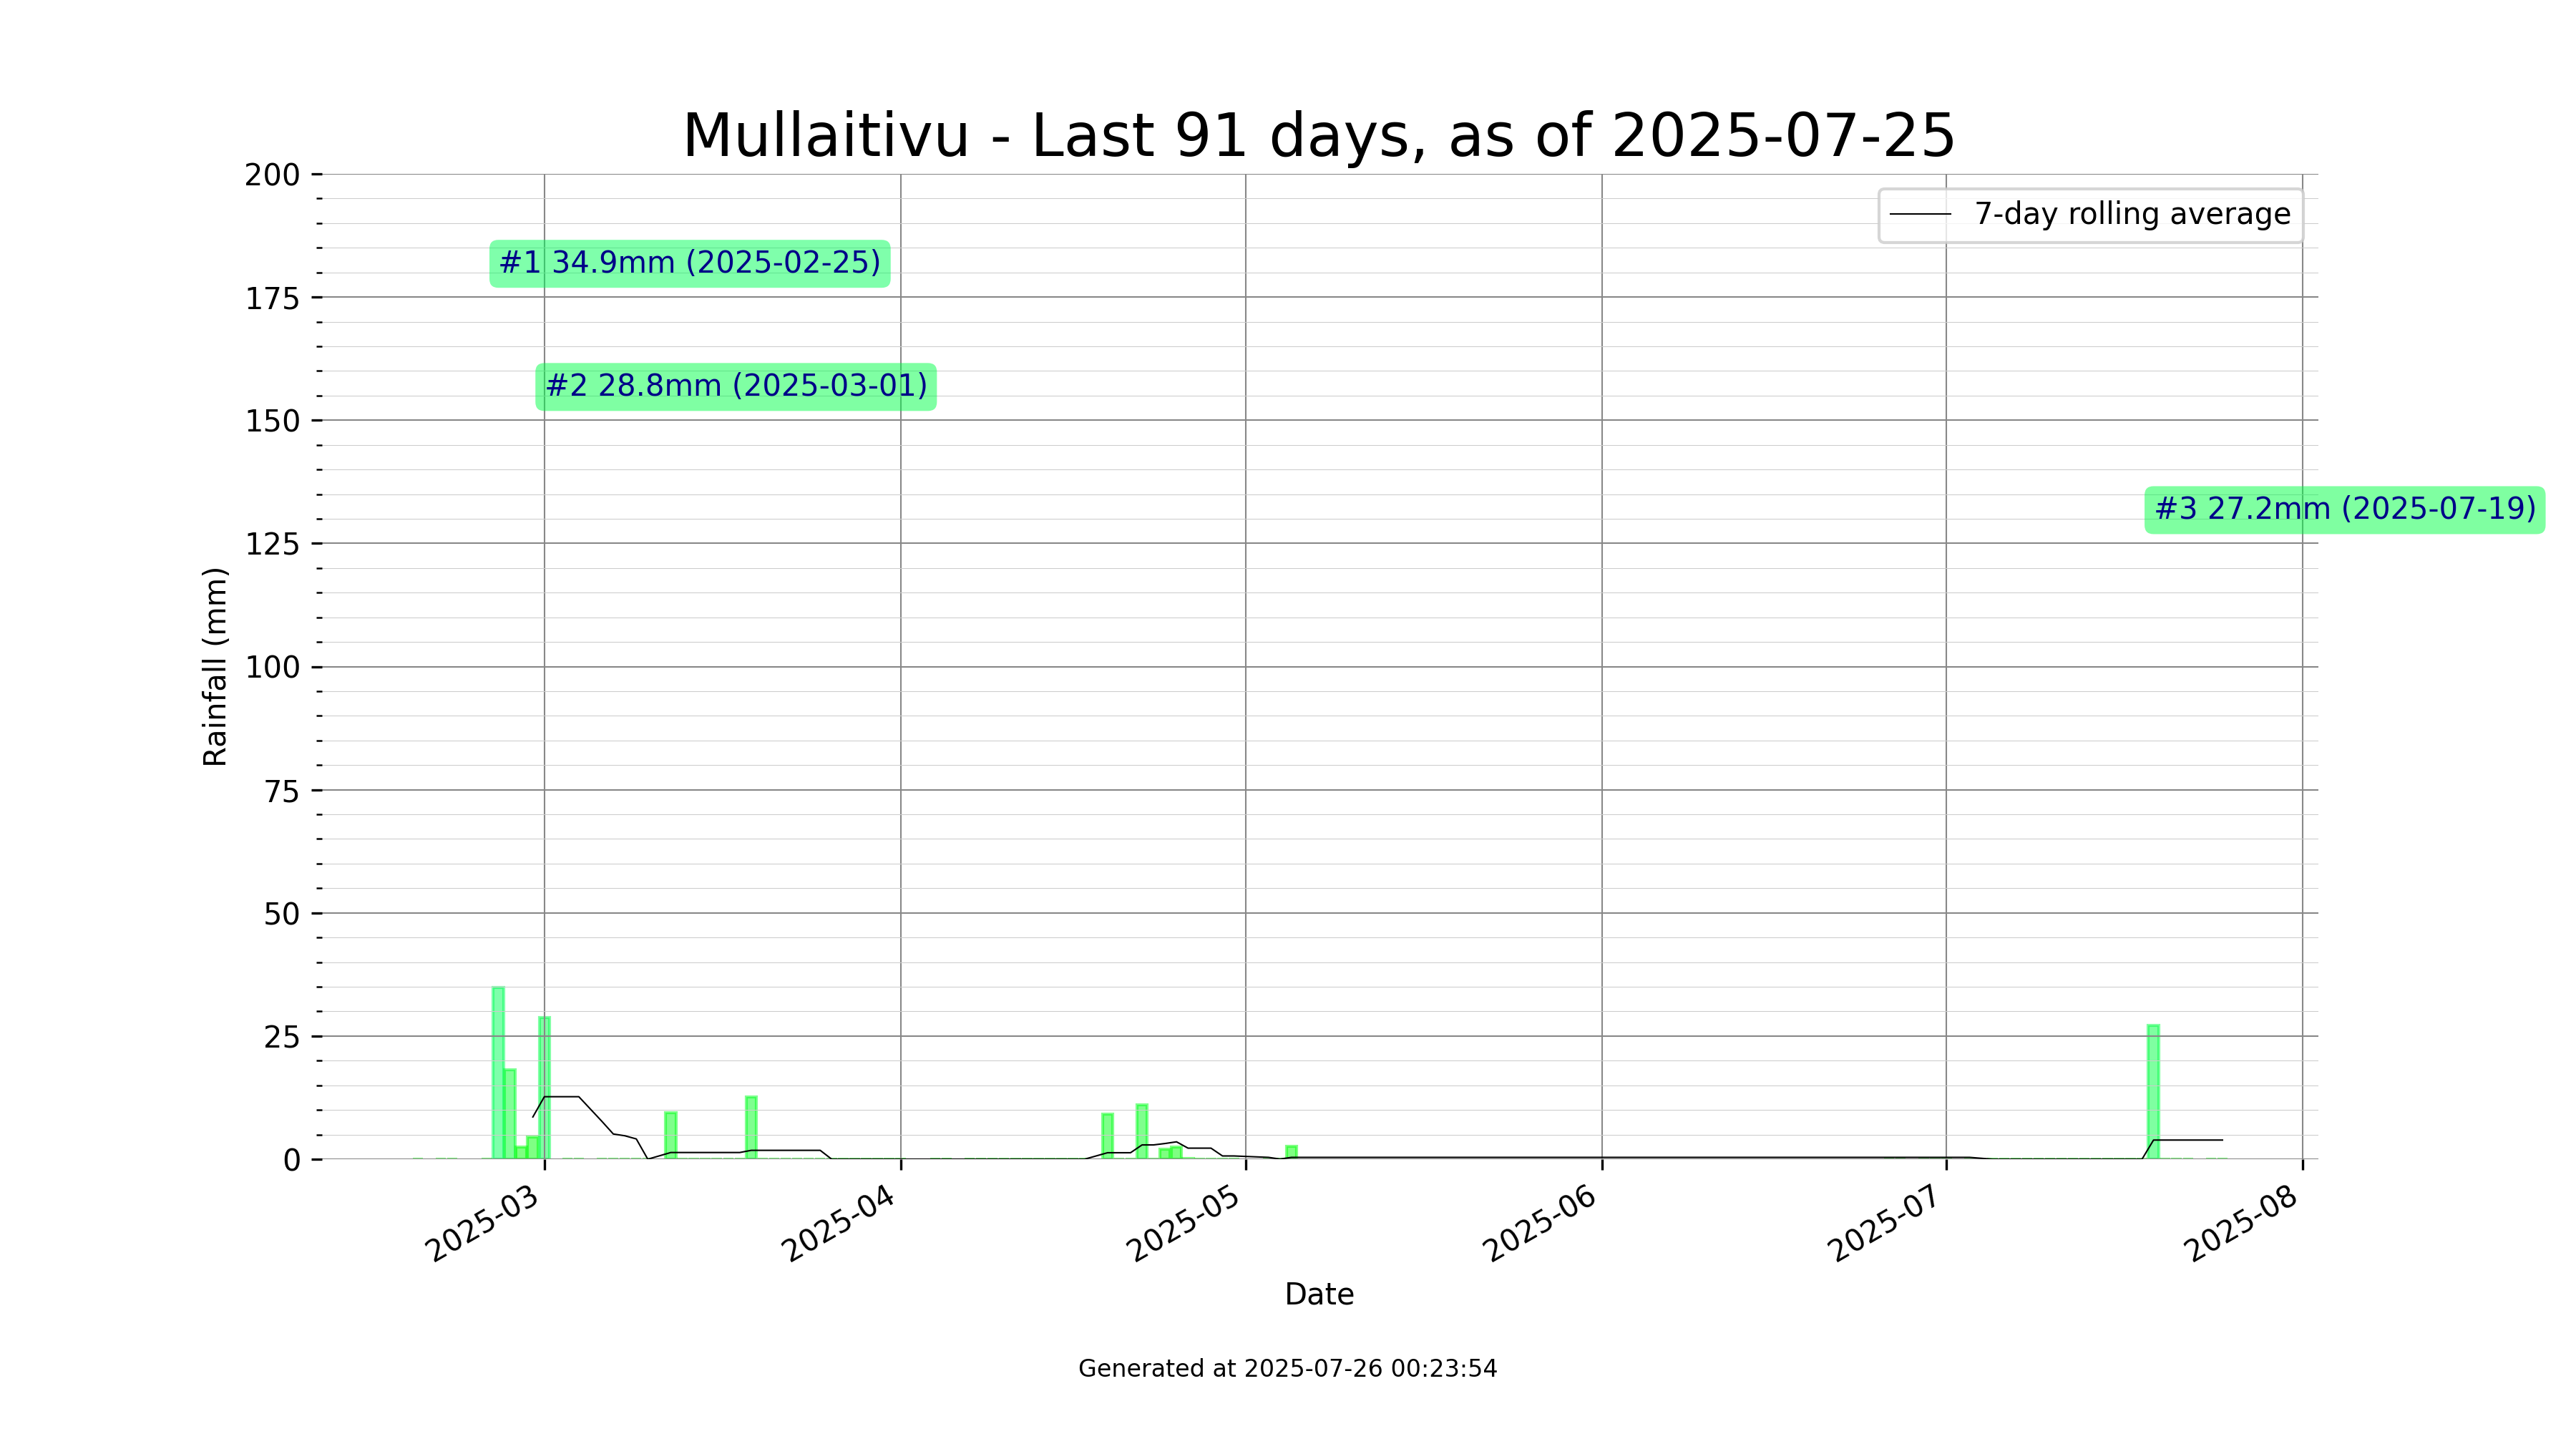 Mullaitivu - Last 91 days, as of 2025-07-25
7-day rolling average
#1 34.9mm (2025-02-25)
#2 28.8mm (2025-03-01)
#3 27.2mm (2025-07-19)
Rainfall (mm)
200
175
150
125
100
75
50
25
0
2025-03
2025-04
2025-05
2025-06
2025-07
2025-08
Date
Generated at 2025-07-26 00:23:54